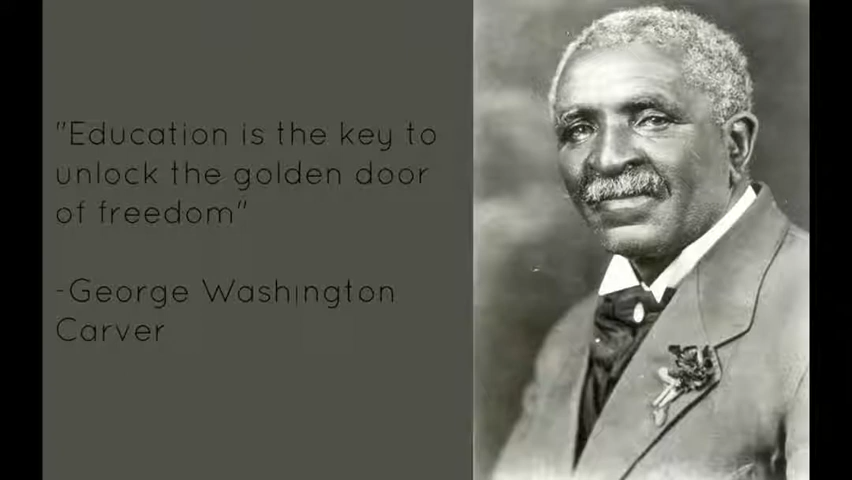 "Education is the key to
unlock the golden door
of freedom"
-George Washington
Carver